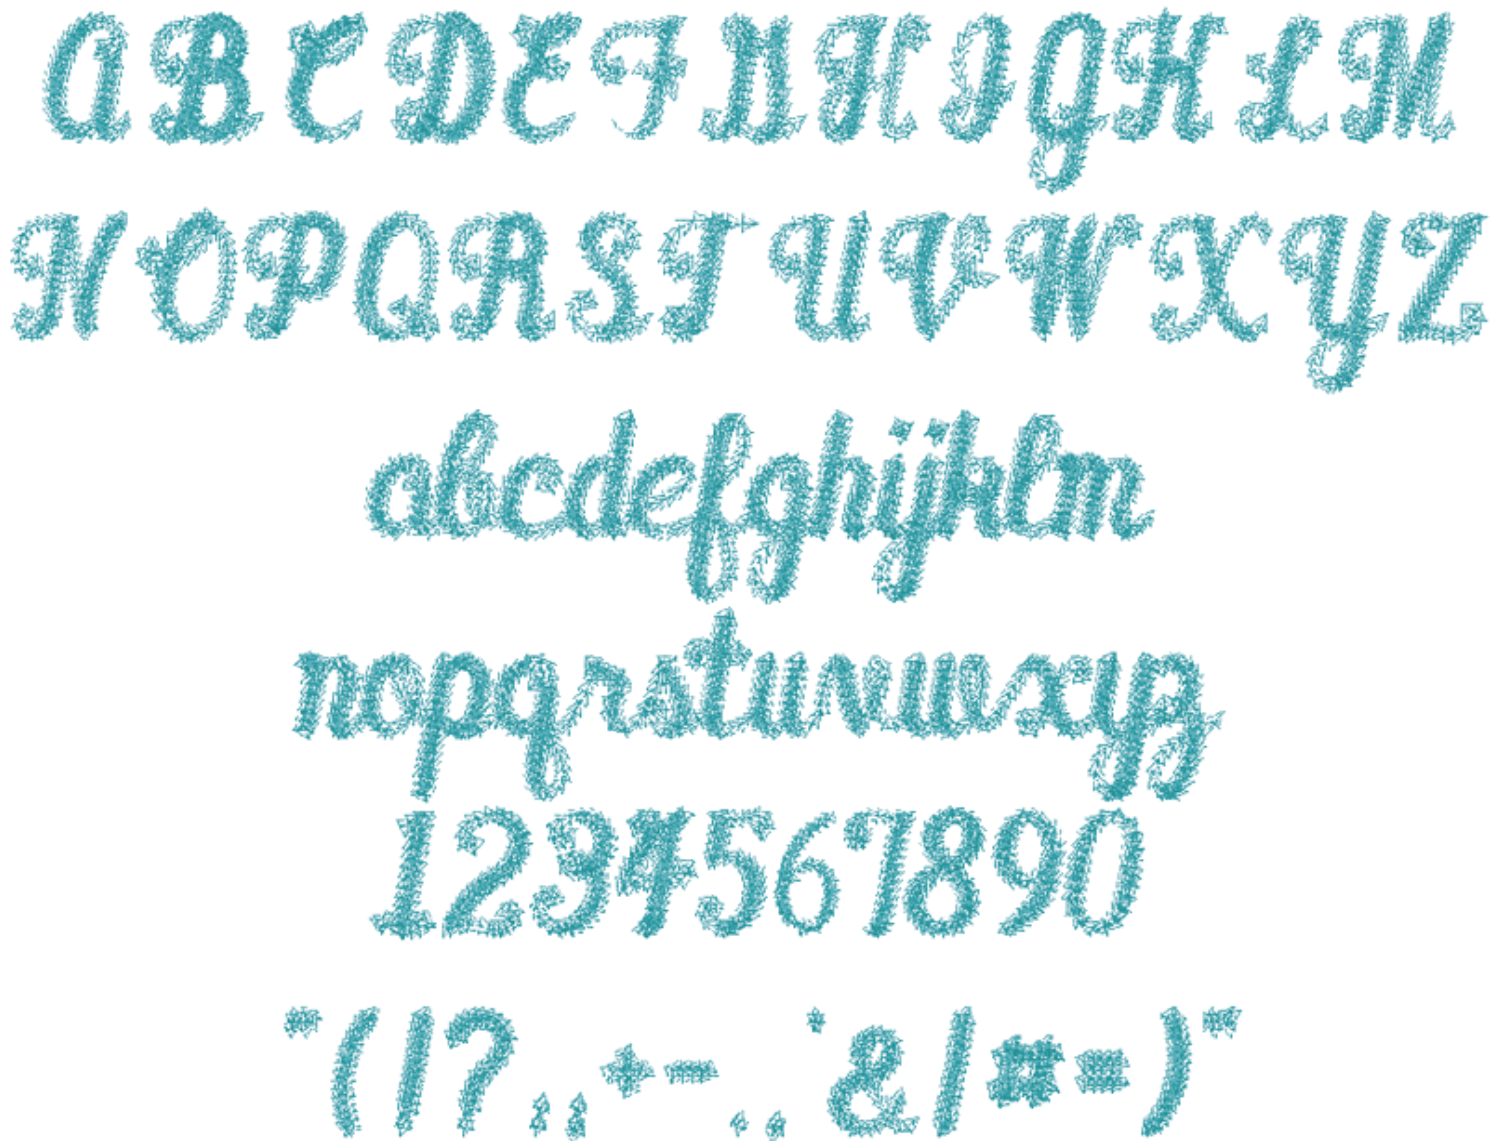 ABCDEFGHIJKLM
NOPQRSTUVWXYZ
abcdefghijklm
nopqrstuvwxyz
1234567890
"(/?,,+-..'&/#=)"